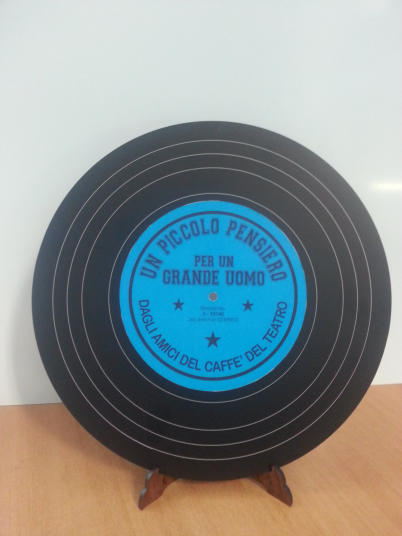 UN PICCOLO PENSIERO
PER UN
GRANDE UOMO
DAGLI AMICI DEL CAFFE' DEL TEATRO